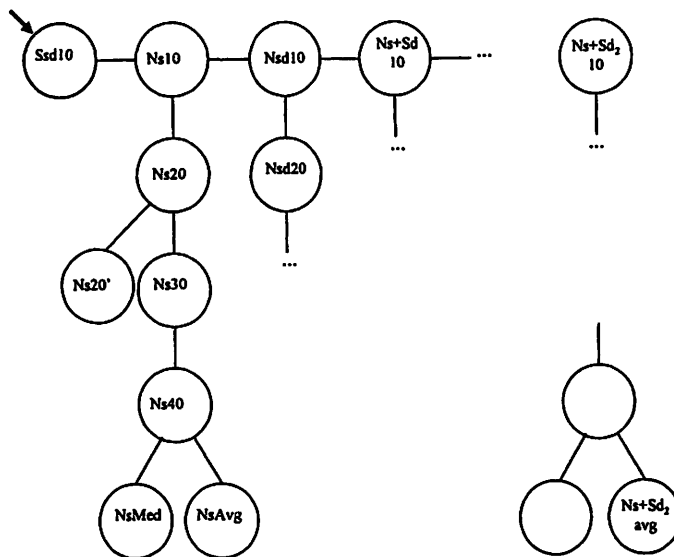 Ssd10
Ns10
Nsd10
Ns+Sd
10
...
Ns+Sd₂
10
...
...
Ns20
Nsd20
...
Ns20'
Ns30
Ns40
NsMed
NsAvg
Ns+Sd₂
avg